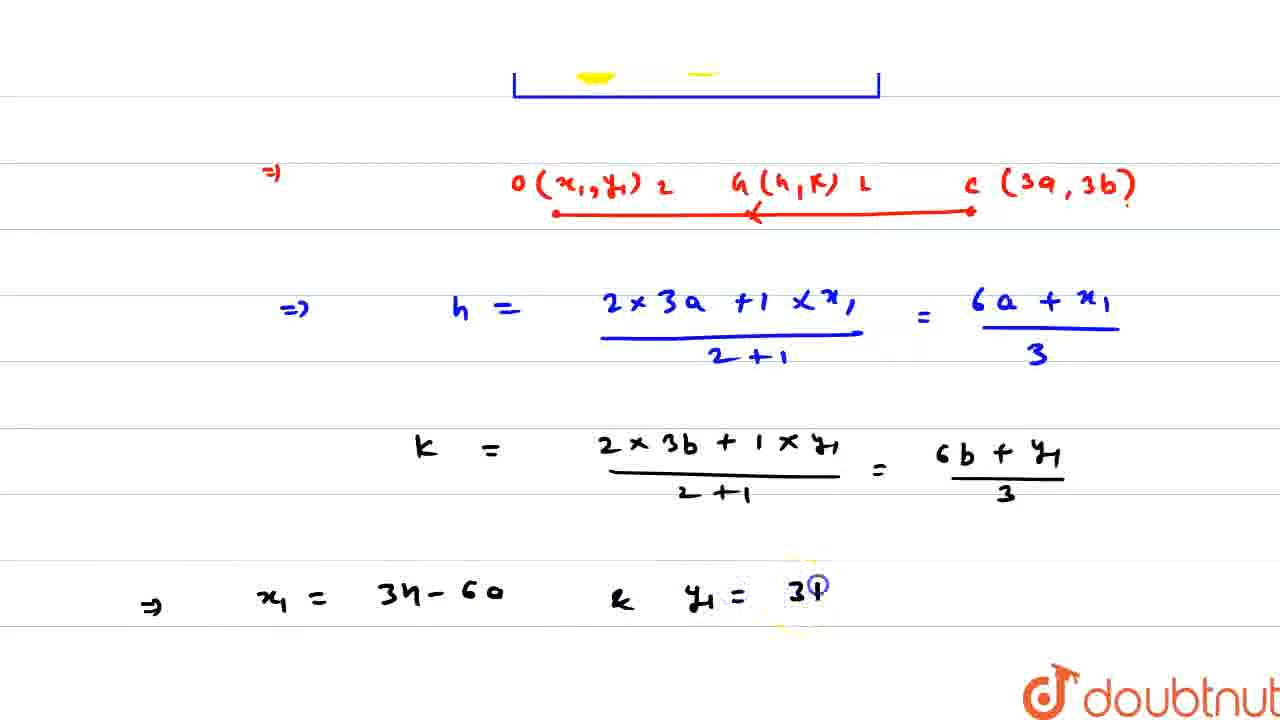 ⇒ O (x₁, y₁) 2 G (h, k) 1 C (3a, 3b)
⇒ h = (2 × 3a + 1 × x₁)/(2 + 1) = (6a + x₁)/3
k = (2 × 3b + 1 × y₁)/(2 + 1) = (6b + y₁)/3
⇒ x₁ = 3h - 6a & y₁ = 3
doubtnut